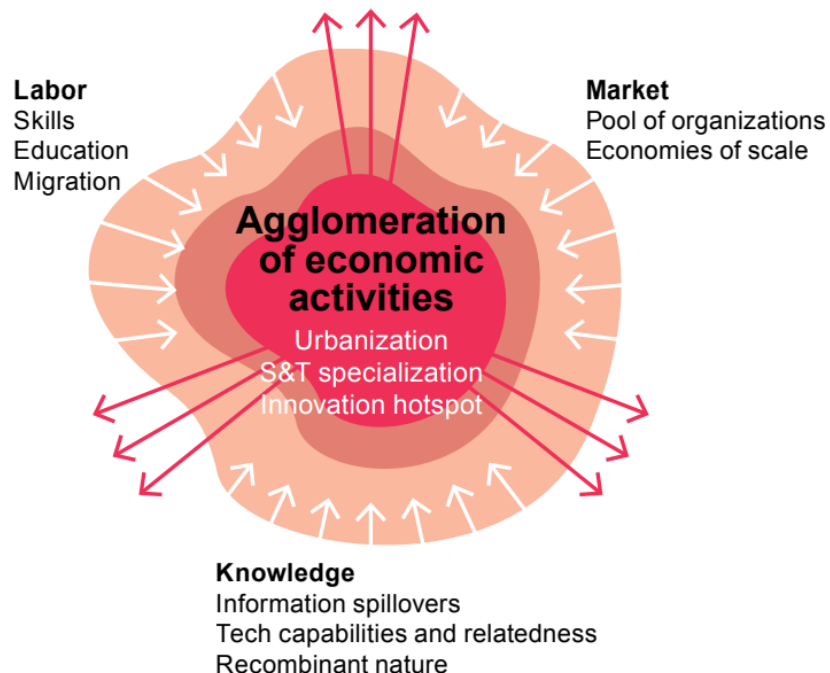 Labor
Skills
Education
Migration
Market
Pool of organizations
Economies of scale
Agglomeration
of economic
activities
Urbanization
S&T specialization
Innovation hotspot
Knowledge
Information spillovers
Tech capabilities and relatedness
Recombinant nature